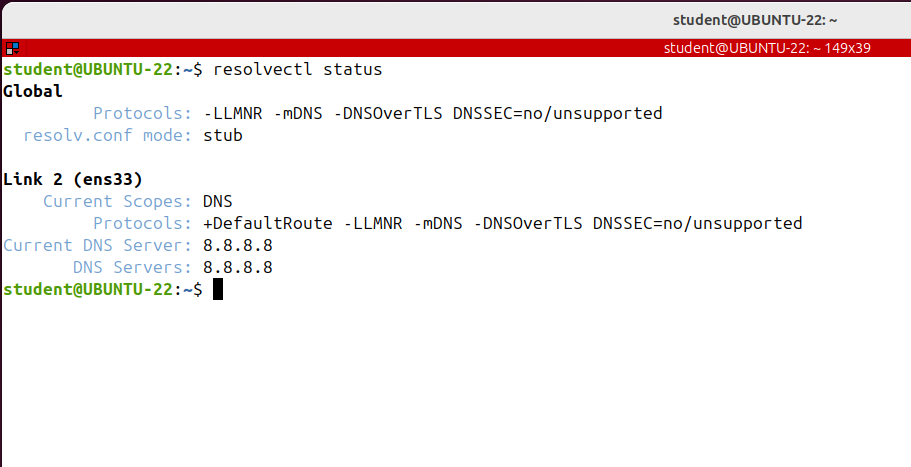 student@UBUNTU-22: ~
student@UBUNTU-22: ~ 149x39
student@UBUNTU-22:~$ resolvectl status
Global
Protocols: -LLMNR -mDNS -DNSOverTLS DNSSEC=no/unsupported
resolv.conf mode: stub
Link 2 (ens33)
Current Scopes: DNS
Protocols: +DefaultRoute -LLMNR -mDNS -DNSOverTLS DNSSEC=no/unsupported
Current DNS Server: 8.8.8.8
DNS Servers: 8.8.8.8
student@UBUNTU-22:~$